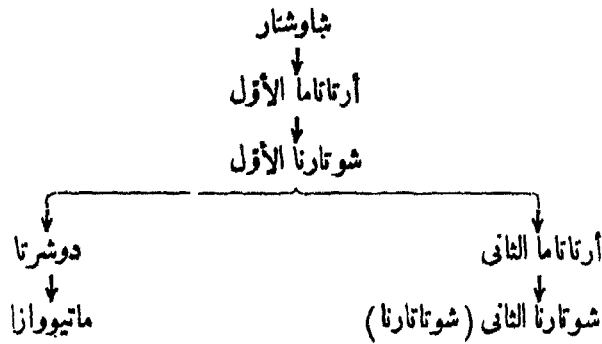 شاوشتار
أرتاتاما الأول
شوتارنا الأول
أرتاتاما الثانى
دوشرتا
شوتارنا الثانى (شوتاتارنا)
ماتيووازا